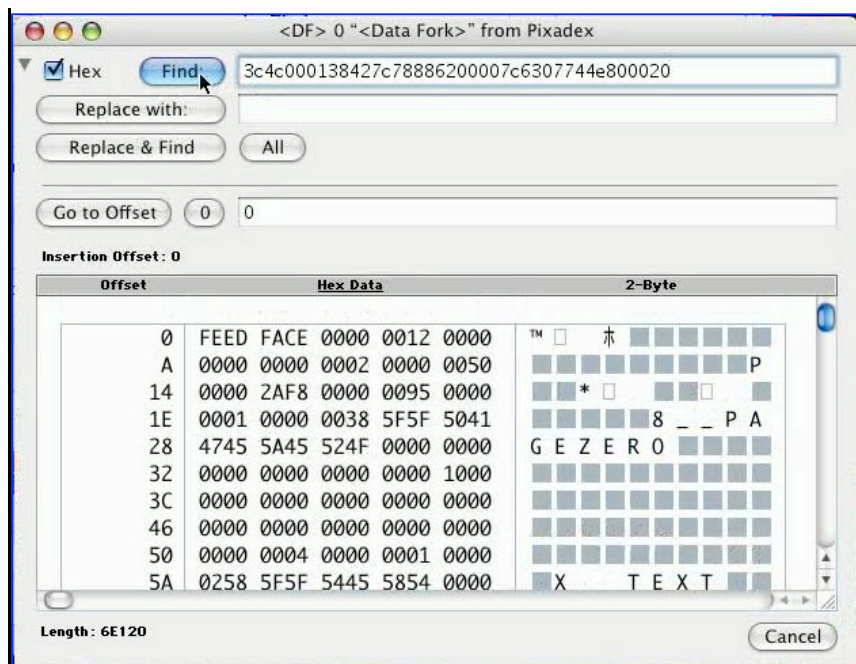 <DF> 0 “<Data Fork>” from Pixadex
Hex Find: 3c4c000138427c78886200007c6307744e800020
Replace with:
Replace & Find All
Go to Offset 0 0
Insertion Offset: 0
Offset Hex Data 2-Byte
0 FEED FACE 0000 0012 0000 ™ 木
A 0000 0000 0002 0000 0050 P
14 0000 2AF8 0000 0095 0000 *
1E 0001 0000 0038 5F5F 5041 8 _ _ P A
28 4745 5A45 524F 0000 0000 G E Z E R O
32 0000 0000 0000 0000 1000
3C 0000 0000 0000 0000 0000
46 0000 0000 0000 0000 0000
50 0000 0004 0000 0001 0000
5A 0258 5F5F 5445 5854 0000 X T E X T
Length: 6E120
Cancel